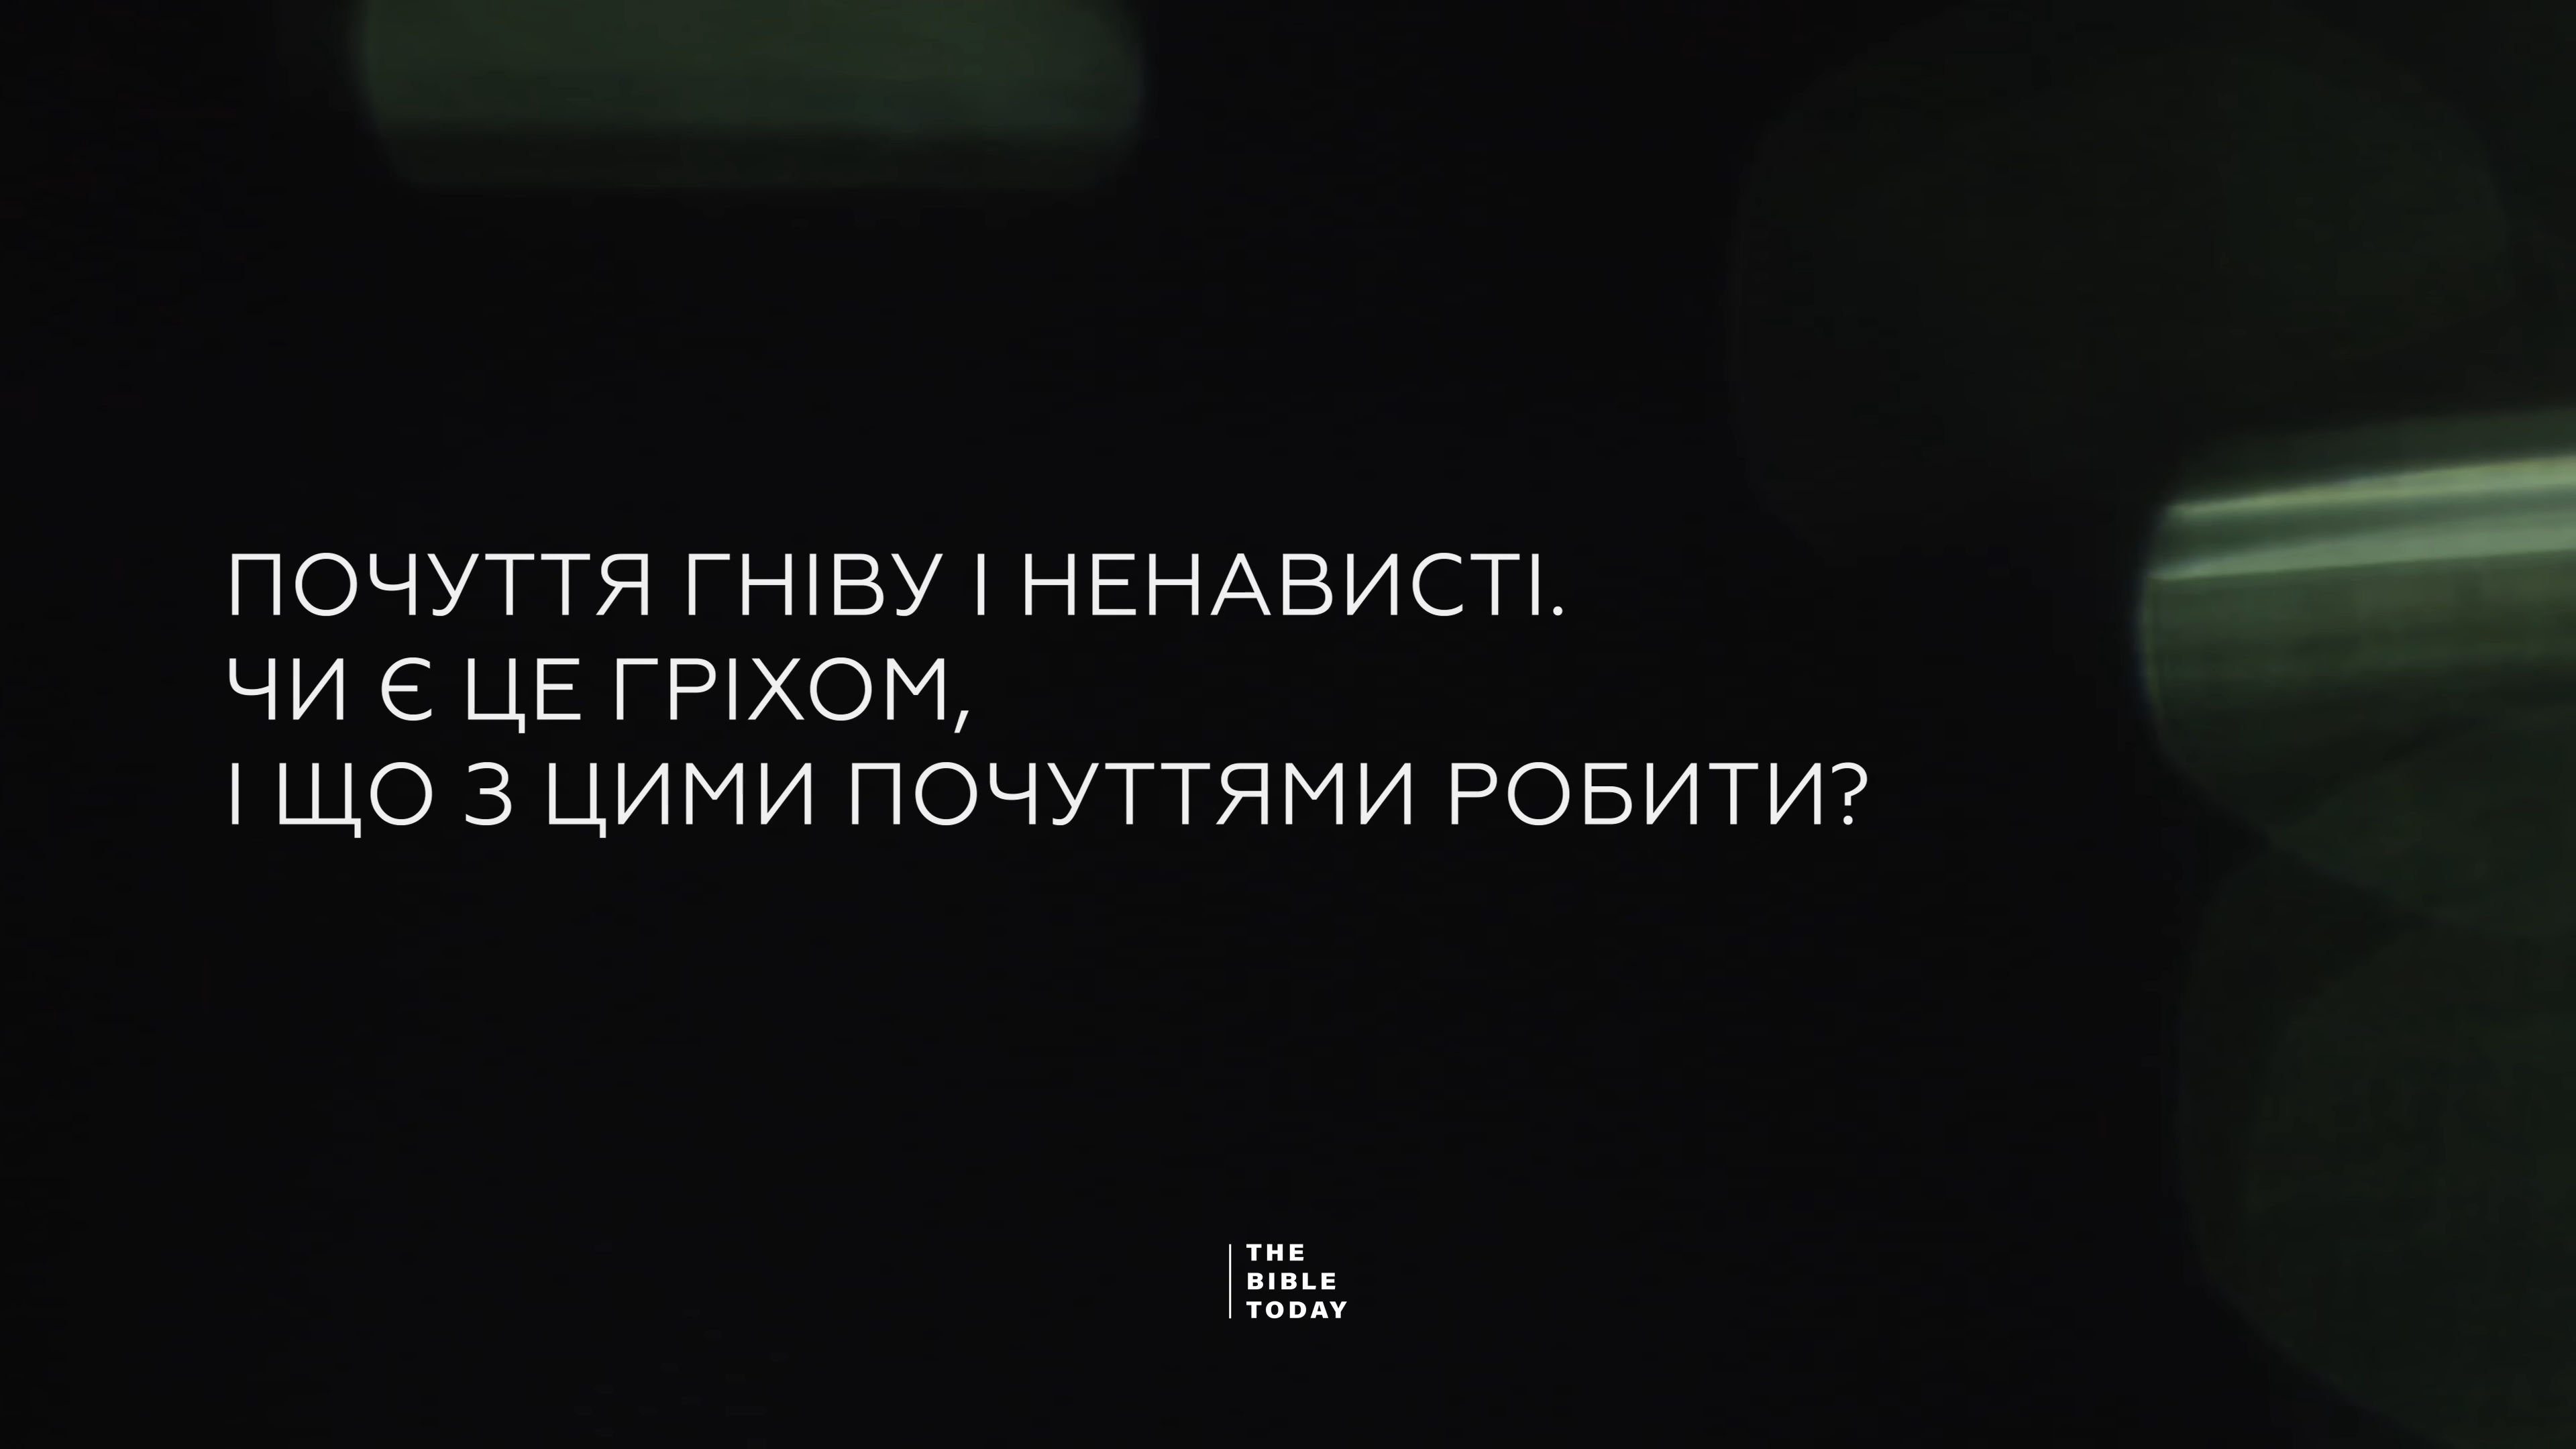 ПОЧУТТЯ ГНІВУ І НЕНАВИСТІ.
ЧИ Є ЦЕ ГРІХОМ,
І ЩО З ЦИМИ ПОЧУТТЯМИ РОБИТИ?
THE
BIBLE
TODAY